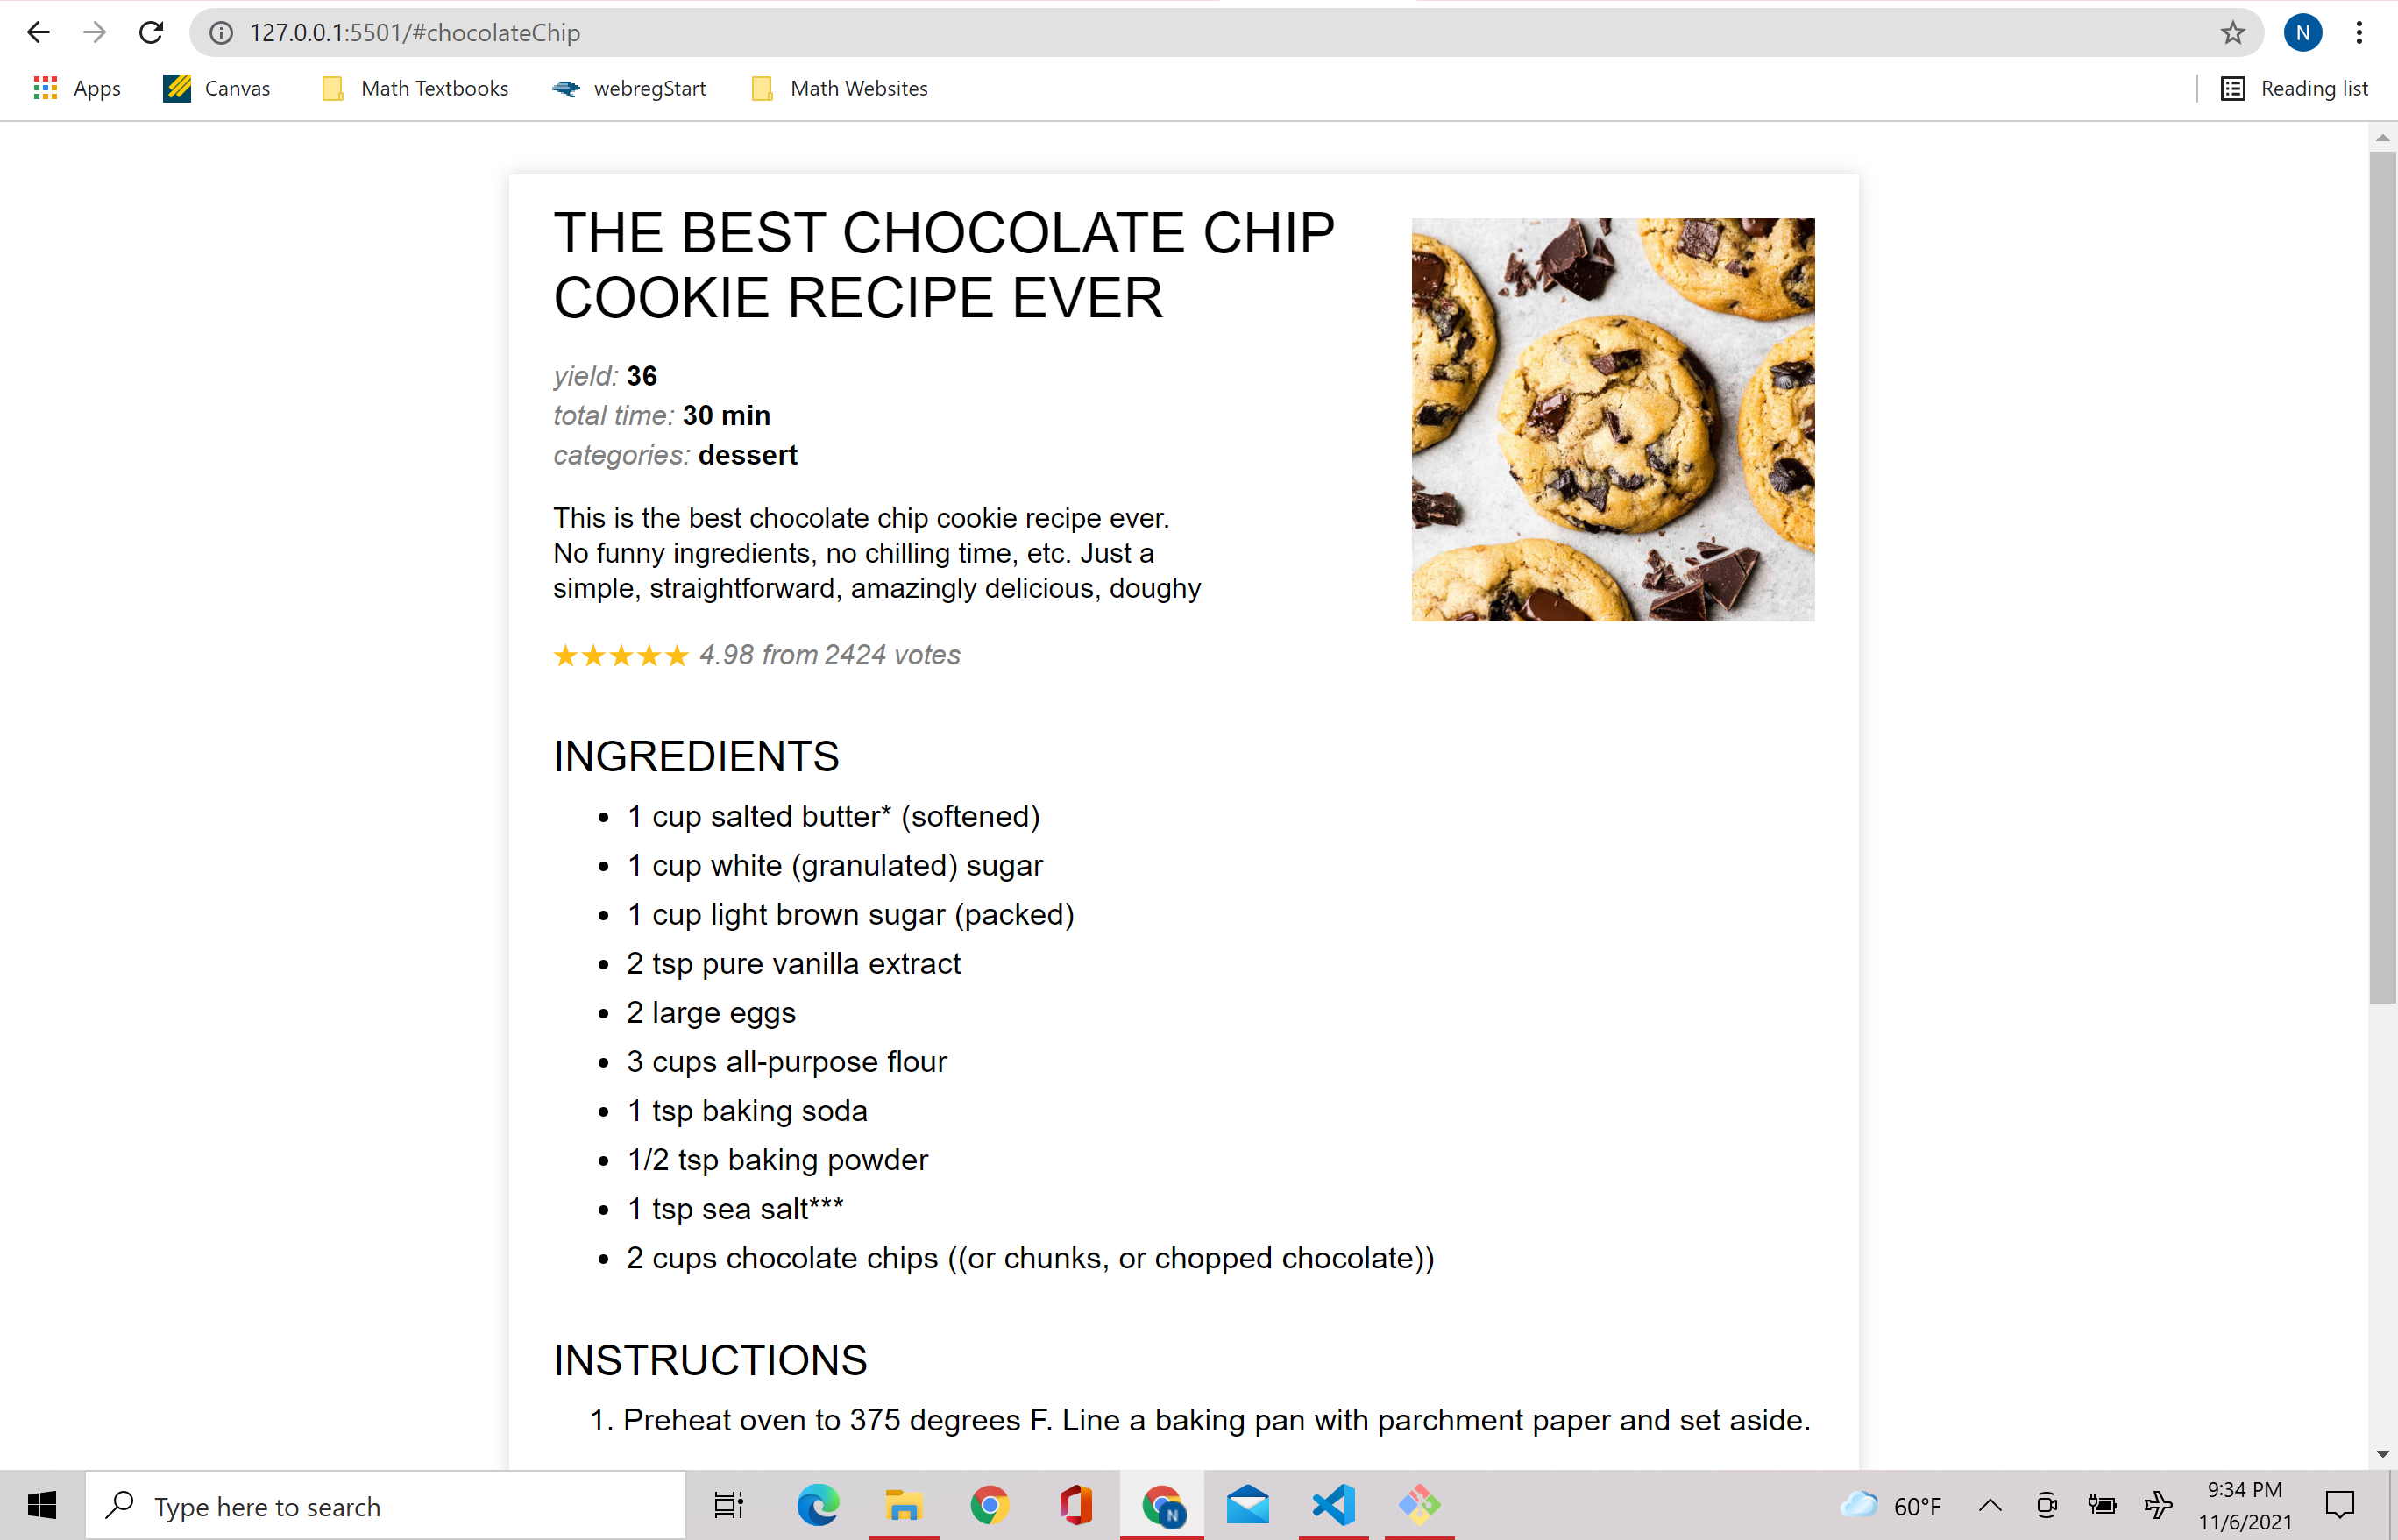 127.0.0.1:5501/#chocolateChip
N
Apps
Canvas
Math Textbooks
webregStart
Math Websites
Reading list
THE BEST CHOCOLATE CHIP
COOKIE RECIPE EVER
yield: 36
total time: 30 min
categories: dessert
This is the best chocolate chip cookie recipe ever.
No funny ingredients, no chilling time, etc. Just a
simple, straightforward, amazingly delicious, doughy
★★★★★ 4.98 from 2424 votes
INGREDIENTS
• 1 cup salted butter* (softened)
• 1 cup white (granulated) sugar
• 1 cup light brown sugar (packed)
• 2 tsp pure vanilla extract
• 2 large eggs
• 3 cups all-purpose flour
• 1 tsp baking soda
• 1/2 tsp baking powder
• 1 tsp sea salt***
• 2 cups chocolate chips ((or chunks, or chopped chocolate))
INSTRUCTIONS
1. Preheat oven to 375 degrees F. Line a baking pan with parchment paper and set aside.
Type here to search
N
60°F
9:34 PM
11/6/2021